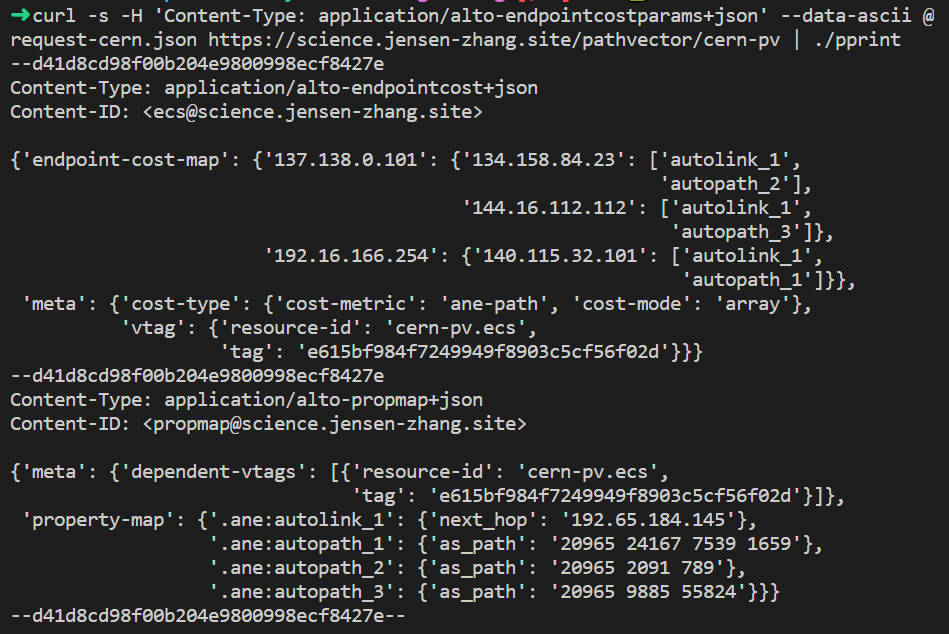 ➜curl -s -H 'Content-Type: application/alto-endpointcostparams+json' --data-ascii @
request-cern.json https://science.jensen-zhang.site/pathvector/cern-pv | ./pprint
--d41d8cd98f00b204e9800998ecf8427e
Content-Type: application/alto-endpointcost+json
Content-ID: <ecs@science.jensen-zhang.site>

{'endpoint-cost-map': {'137.138.0.101': {'134.158.84.23': ['autolink_1',
                                                           'autopath_2'],
                                         '144.16.112.112': ['autolink_1',
                                                            'autopath_3']},
                       '192.16.166.254': {'140.115.32.101': ['autolink_1',
                                                             'autopath_1']}},
 'meta': {'cost-type': {'cost-metric': 'ane-path', 'cost-mode': 'array'},
          'vtag': {'resource-id': 'cern-pv.ecs',
                   'tag': 'e615bf984f7249949f8903c5cf56f02d'}}}
--d41d8cd98f00b204e9800998ecf8427e
Content-Type: application/alto-propmap+json
Content-ID: <propmap@science.jensen-zhang.site>

{'meta': {'dependent-vtags': [{'resource-id': 'cern-pv.ecs',
                               'tag': 'e615bf984f7249949f8903c5cf56f02d'}]},
 'property-map': {'.ane:autolink_1': {'next_hop': '192.65.184.145'},
                  '.ane:autopath_1': {'as_path': '20965 24167 7539 1659'},
                  '.ane:autopath_2': {'as_path': '20965 2091 789'},
                  '.ane:autopath_3': {'as_path': '20965 9885 55824'}}}
--d41d8cd98f00b204e9800998ecf8427e--